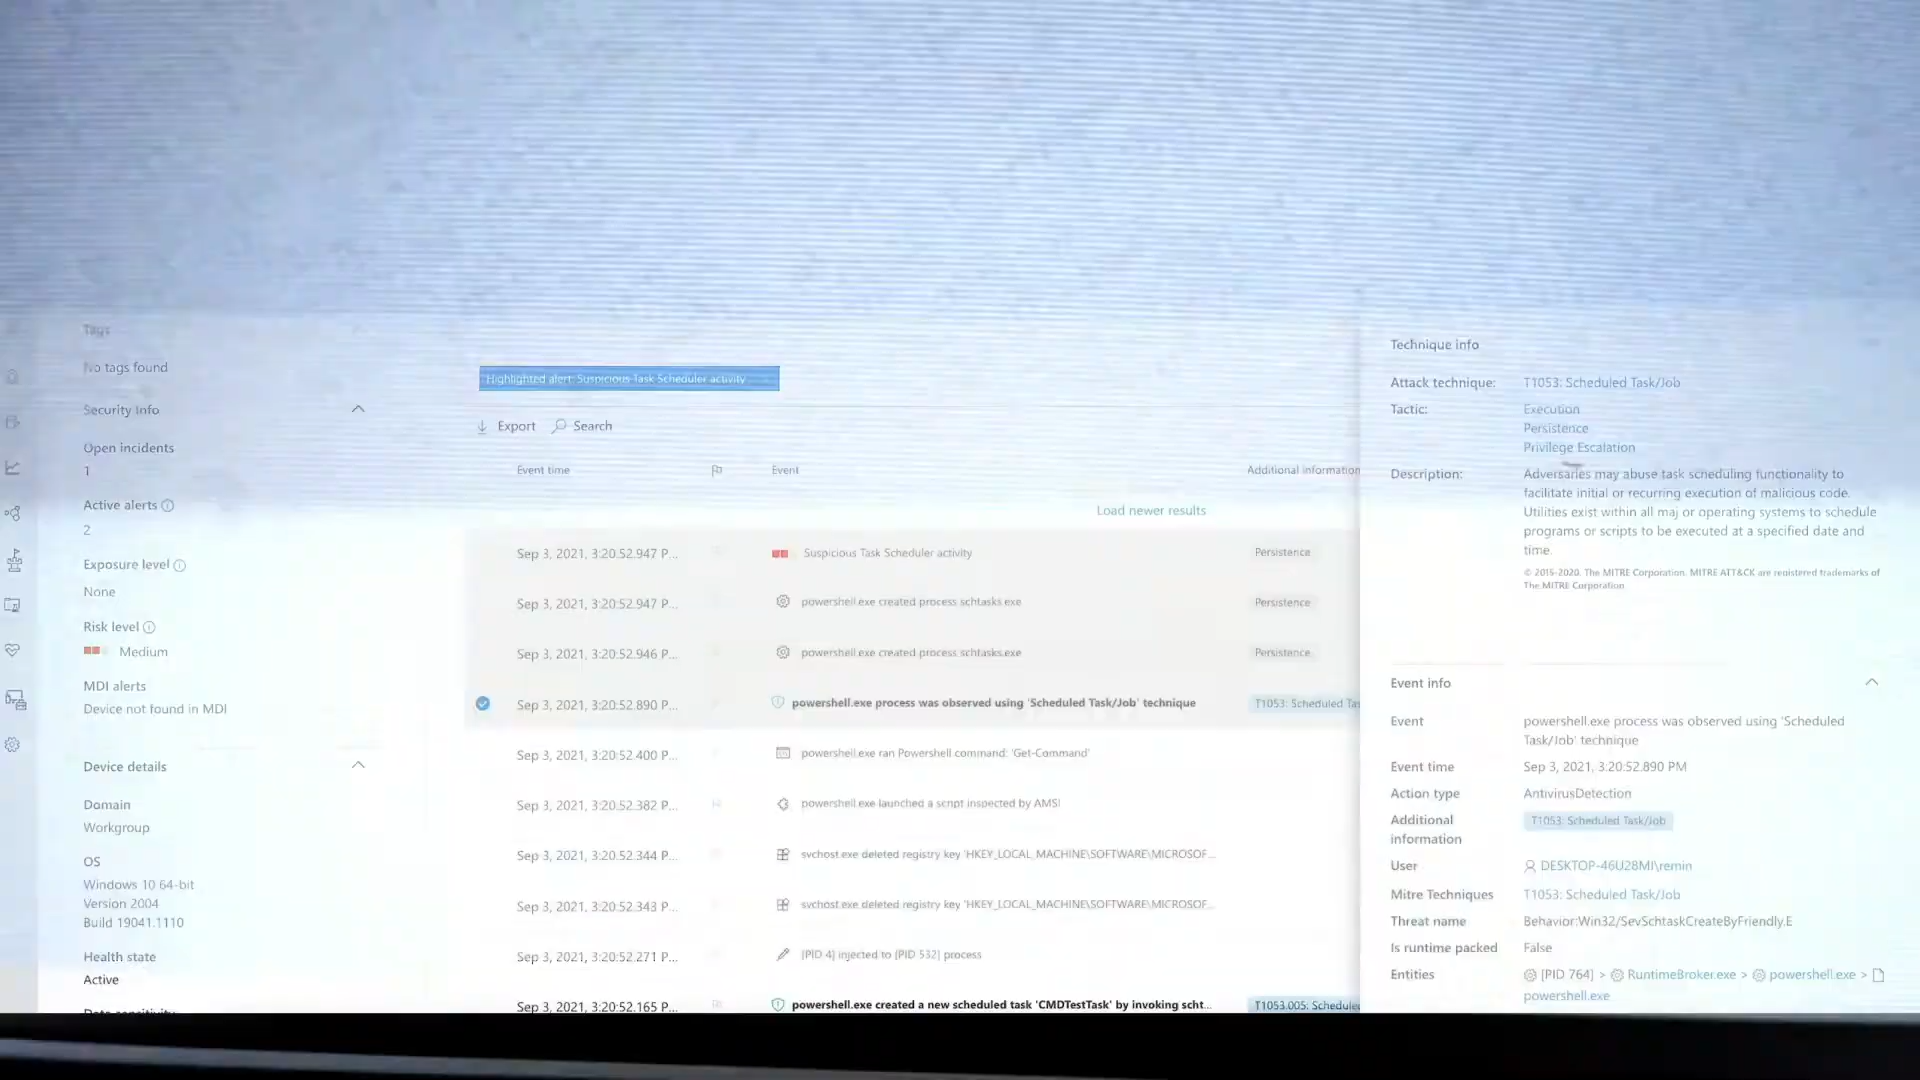 Tags
No tags found
Security Info
Open incidents
1
Active alerts
2
Exposure level
None
Risk level
Medium
MDI alerts
Device not found in MDI
Device details
Domain
Workgroup
OS
Windows 10 64-bit
Version 2004
Build 19041.1110
Health state
Active
Data sensitivity
Highlighted alert: Suspicious Task Scheduler activity
Export Search
Event time Event Additional information
Load newer results
Sep 3, 2021, 3:20:52.947 P... Suspicious Task Scheduler activity Persistence
Sep 3, 2021, 3:20:52.947 P... powershell.exe created process schtasks.exe Persistence
Sep 3, 2021, 3:20:52.946 P... powershell.exe created process schtasks.exe Persistence
Sep 3, 2021, 3:20:52.890 P... powershell.exe process was observed using 'Scheduled Task/Job' technique T1053: Scheduled Tas
Sep 3, 2021, 3:20:52.400 P... powershell.exe ran Powershell command: 'Get-Command'
Sep 3, 2021, 3:20:52.382 P... powershell.exe launched a script inspected by AMSI
Sep 3, 2021, 3:20:52.344 P... svchost.exe deleted registry key 'HKEY_LOCAL_MACHINE\SOFTWARE\MICROSOF...
Sep 3, 2021, 3:20:52.343 P... svchost.exe deleted registry key 'HKEY_LOCAL_MACHINE\SOFTWARE\MICROSOF...
Sep 3, 2021, 3:20:52.271 P... [PID 4] injected to [PID 532] process
Sep 3, 2021, 3:20:52.165 P... powershell.exe created a new scheduled task 'CMDTestTask' by invoking scht... T1053.005: Schedule
Technique info
Attack technique: T1053: Scheduled Task/Job
Tactic: Execution
Persistence
Privilege Escalation
Description: Adversaries may abuse task scheduling functionality to
facilitate initial or recurring execution of malicious code.
Utilities exist within all maj or operating systems to schedule
programs or scripts to be executed at a specified date and
time.
© 2015-2020. The MITRE Corporation. MITRE ATT&CK are registered trademarks of
The MITRE Corporation.
Event info
Event powershell.exe process was observed using 'Scheduled
Task/Job' technique
Event time Sep 3, 2021, 3:20:52.890 PM
Action type AntivirusDetection
Additional information T1053: Scheduled Task/Job
User DESKTOP-46U28MI\remin
Mitre Techniques T1053: Scheduled Task/Job
Threat name Behavior:Win32/SevSchtaskCreateByFriendly.E
Is runtime packed False
Entities [PID 764] > RuntimeBroker.exe > powershell.exe >
powershell.exe